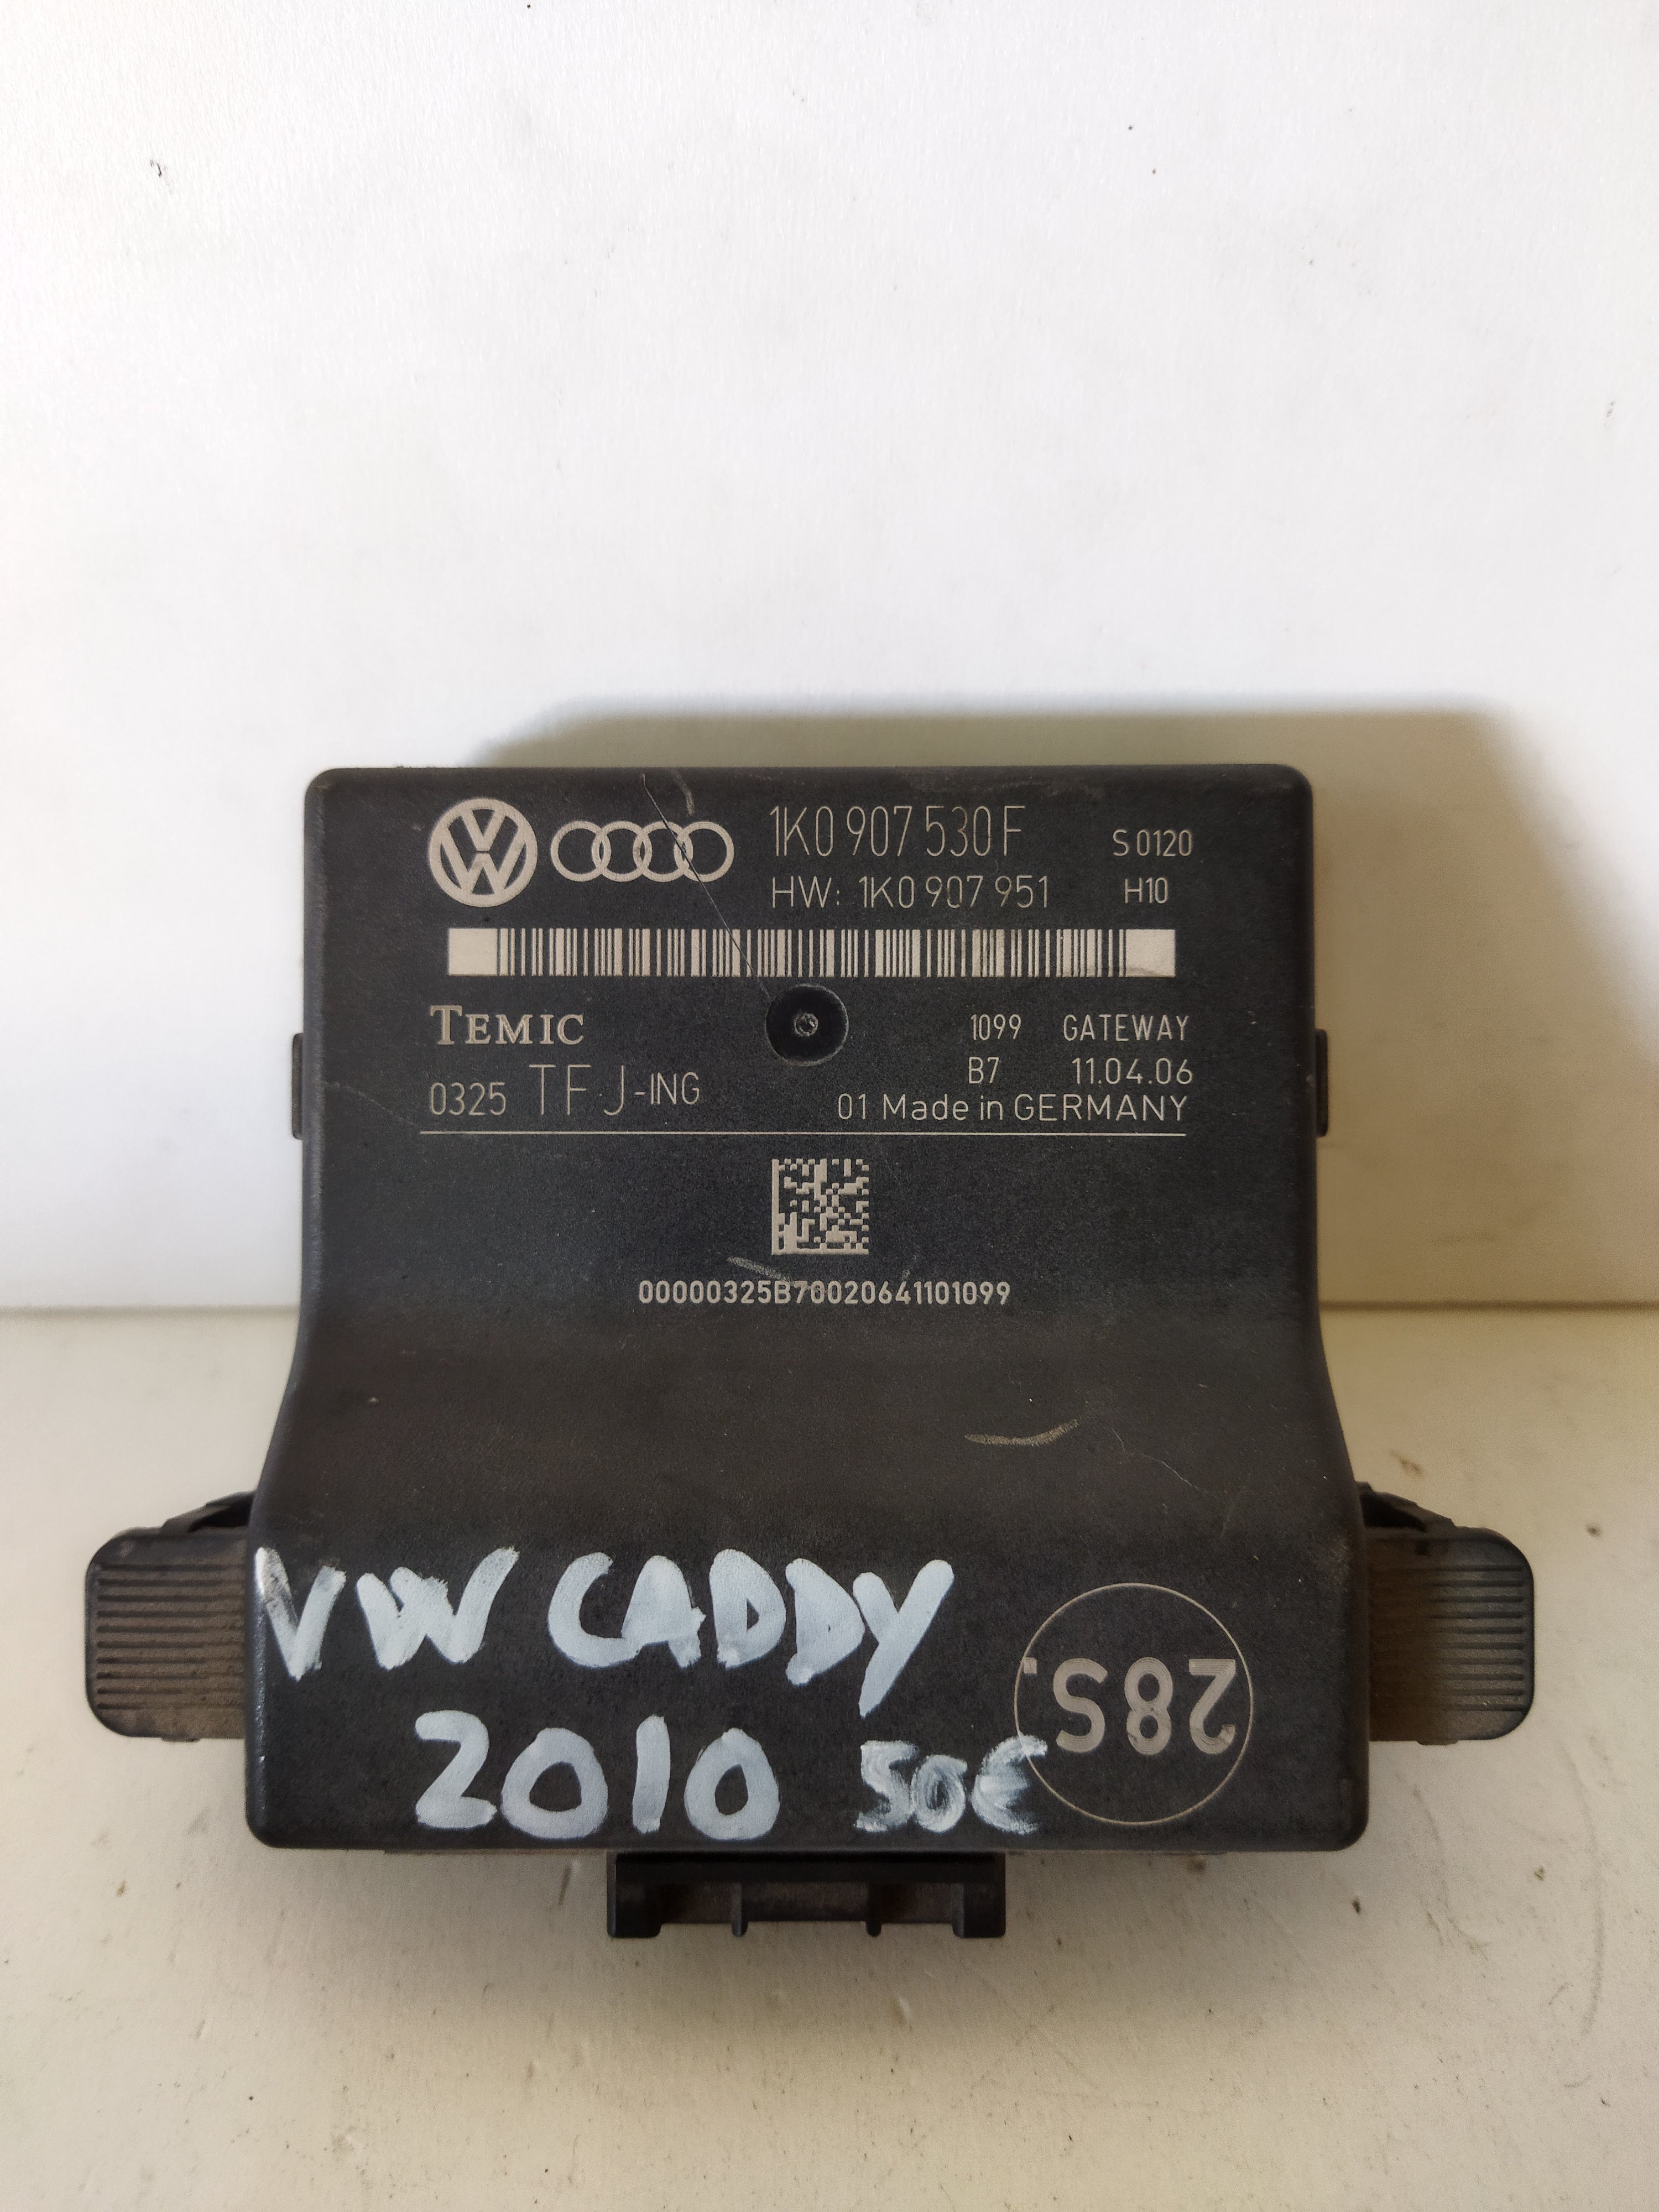 1K0 907 530 F S 0120
HW: 1K0 907 951 H10
TEMIC 1099 GATEWAY
B7 11.04.06
0325 TFJ-ING 01 Made in GERMANY
00000325B70020641101099
VW CADDY
2010 50€
28S.